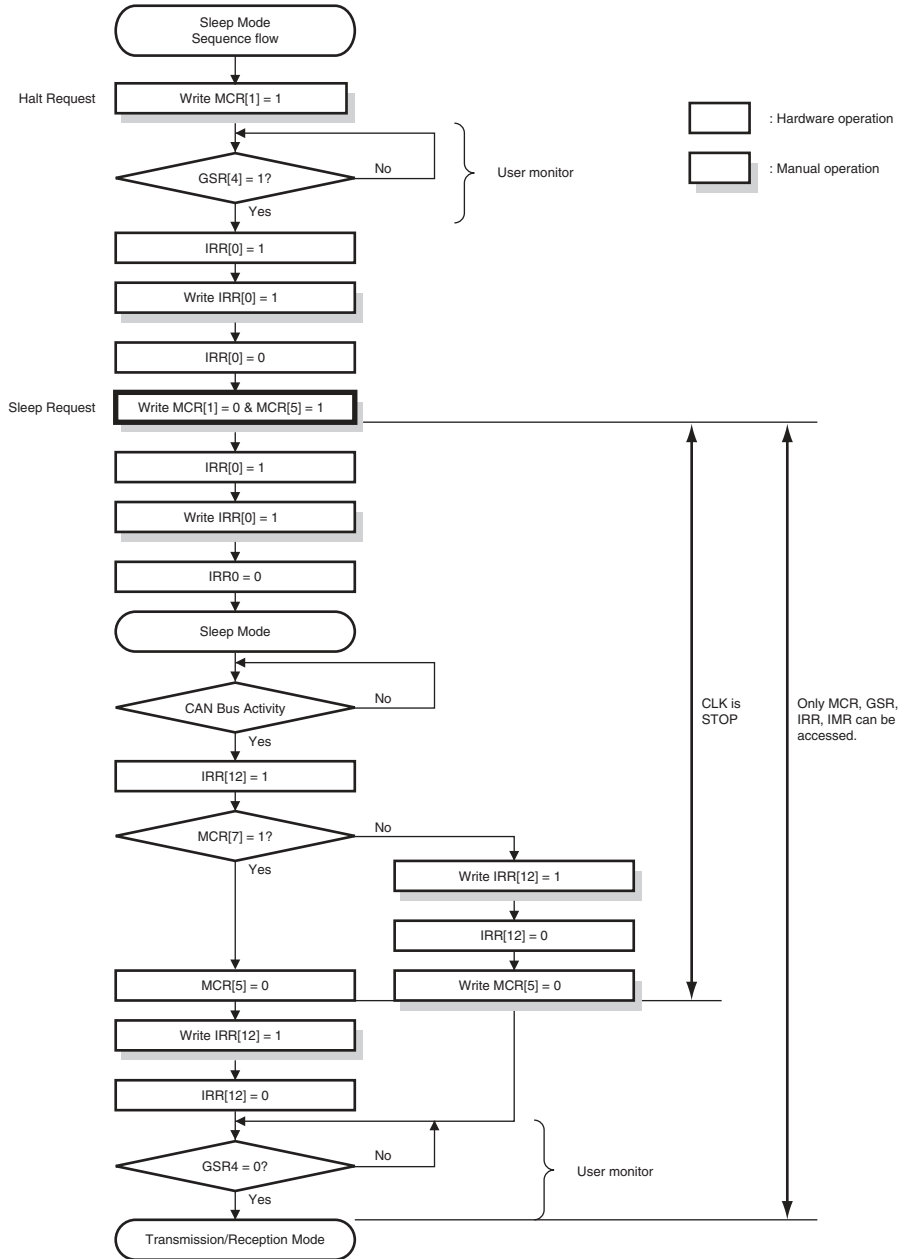 Sleep Mode
Sequence flow
Halt Request
Write MCR[1] = 1
: Hardware operation
GSR[4] = 1?
No
User monitor
: Manual operation
Yes
IRR[0] = 1
Write IRR[0] = 1
IRR[0] = 0
Sleep Request
Write MCR[1] = 0 & MCR[5] = 1
IRR[0] = 1
Write IRR[0] = 1
IRR0 = 0
Sleep Mode
CAN Bus Activity
No
CLK is
STOP
Only MCR, GSR,
IRR, IMR can be
accessed.
Yes
IRR[12] = 1
MCR[7] = 1?
No
Yes
Write IRR[12] = 1
IRR[12] = 0
MCR[5] = 0
Write MCR[5] = 0
Write IRR[12] = 1
IRR[12] = 0
GSR4 = 0?
No
User monitor
Yes
Transmission/Reception Mode